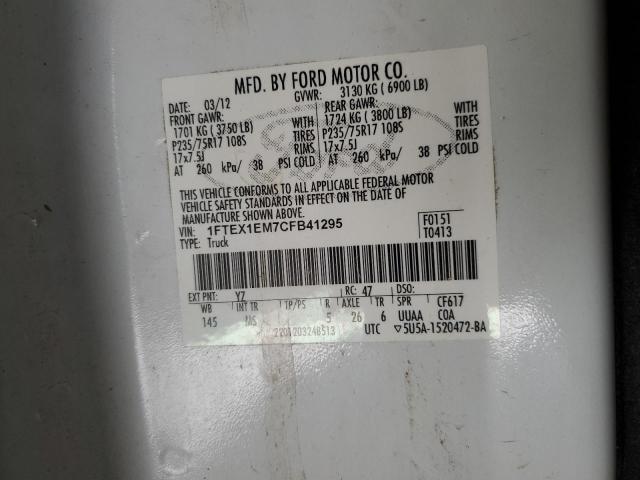 MFD. BY FORD MOTOR CO.
DATE: 03/12 GVWR: 3130 KG ( 6900 LB)
FRONT GAWR: REAR GAWR:
1701 KG ( 3750 LB) WITH 1724 KG ( 3800 LB) WITH
P235/75R17 108S TIRES P235/75R17 108S TIRES
17x7.5J RIMS 17x7.5J RIMS
AT 260 kPa/ 38 PSI COLD AT 260 kPa/ 38 PSI COLD
THIS VEHICLE CONFORMS TO ALL APPLICABLE FEDERAL MOTOR
VEHICLE SAFETY STANDARDS IN EFFECT ON THE DATE OF
MANUFACTURE SHOWN ABOVE.
VIN: 1FTEX1EM7CFB41295 F0151
TYPE: Truck T0413
EXT PNT: YZ RC: 47 DSO:
WB INT TR TP/PS R AXLE TR SPR CF617
145 MS 5 26 6 UUAA COA
UTC 5U5A-1520472-BA